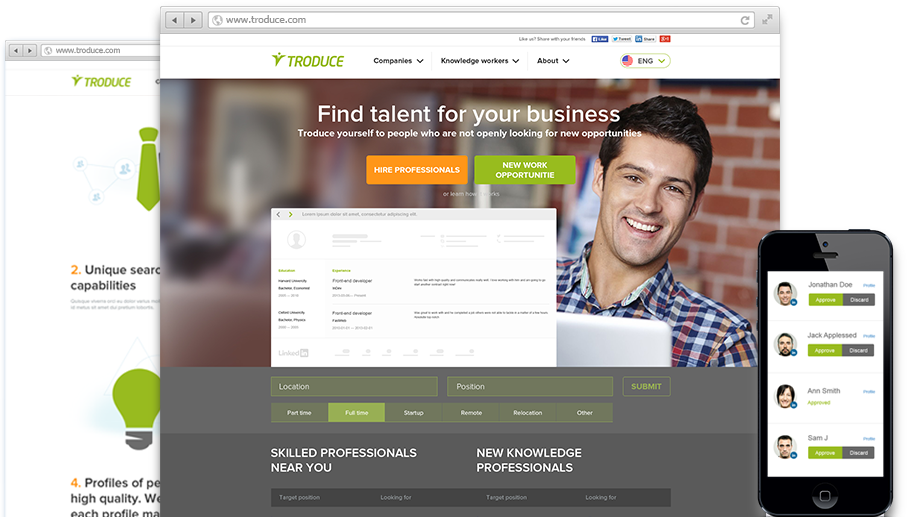 www.troduce.com
TRODUCE
2. Unique searc
capabilities
4. Profiles of pe
high quality. We
each profile ma
www.troduce.com
Like us? Share with your friends
Like
Tweet
in Share
g+1
TRODUCE
Companies
Knowledge workers
About
ENG
Find talent for your business
Troduce yourself to people who are not openly looking for new opportunities
HIRE PROFESSIONALS
NEW WORK
OPPORTUNITIE
or learn how works
Lorem ipsum dolor sit amet, consectetur adipiscing elit.
Education
Experience
Harvard University
Front-end developer
Bachelor, Economist
Oxford University
Front-end developer
Bachelor, Physics
Linked in
Location
Position
SUBMIT
Part time
Full time
Startup
Remote
Relocation
Other
SKILLED PROFESSIONALS
NEAR YOU
NEW KNOWLEDGE
PROFESSIONALS
Target position
Looking for
Target position
Looking for
Jonathan Doe
Profile
Approve
Discard
Jack Applessed
Profile
Approve
Discard
Ann Smith
Profile
Approved
Sam J
Profile
Approve
Discard